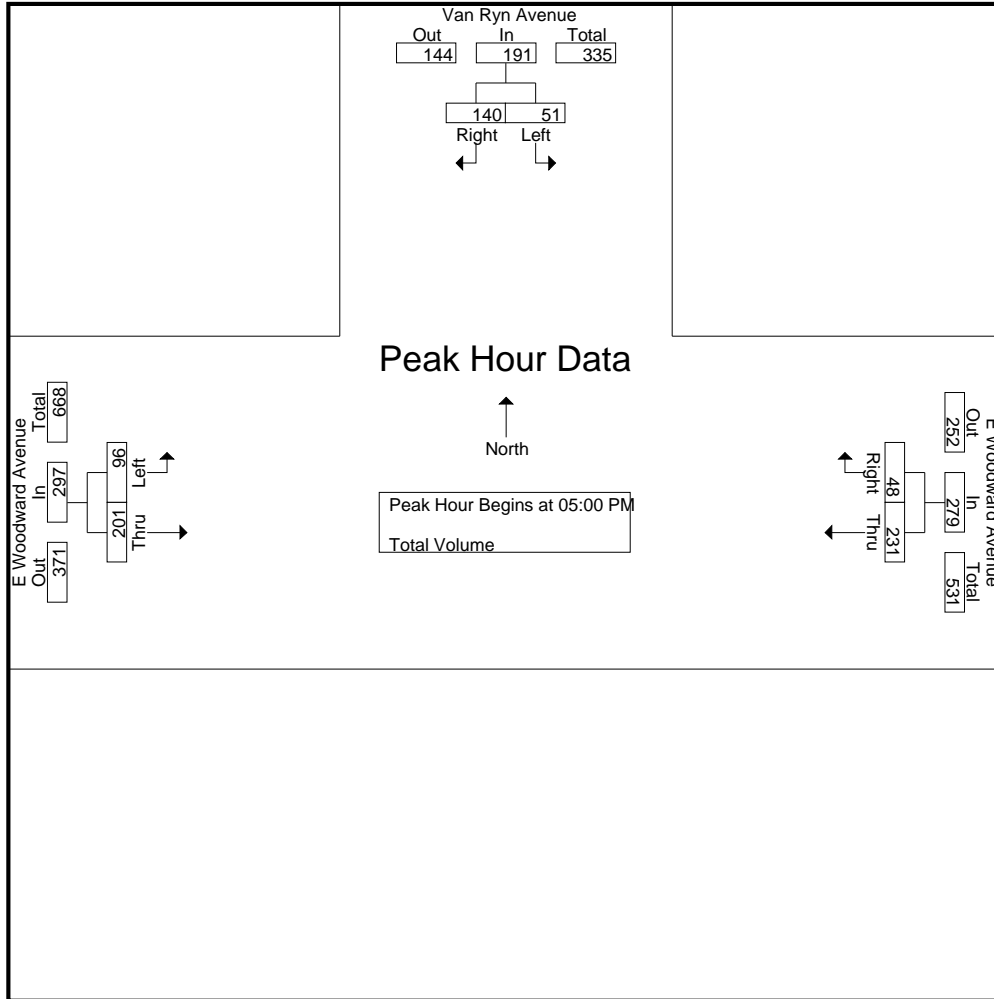 Van Ryn Avenue
Out In Total
144 191 335
140 51
Right Left
Peak Hour Data
North
Peak Hour Begins at 05:00 PM
Total Volume
E Woodward Avenue
Out In Total
371 297 668
Left Thru
96 201
E Woodward Avenue
Out In Total
252 279 531
Right Thru
48 231